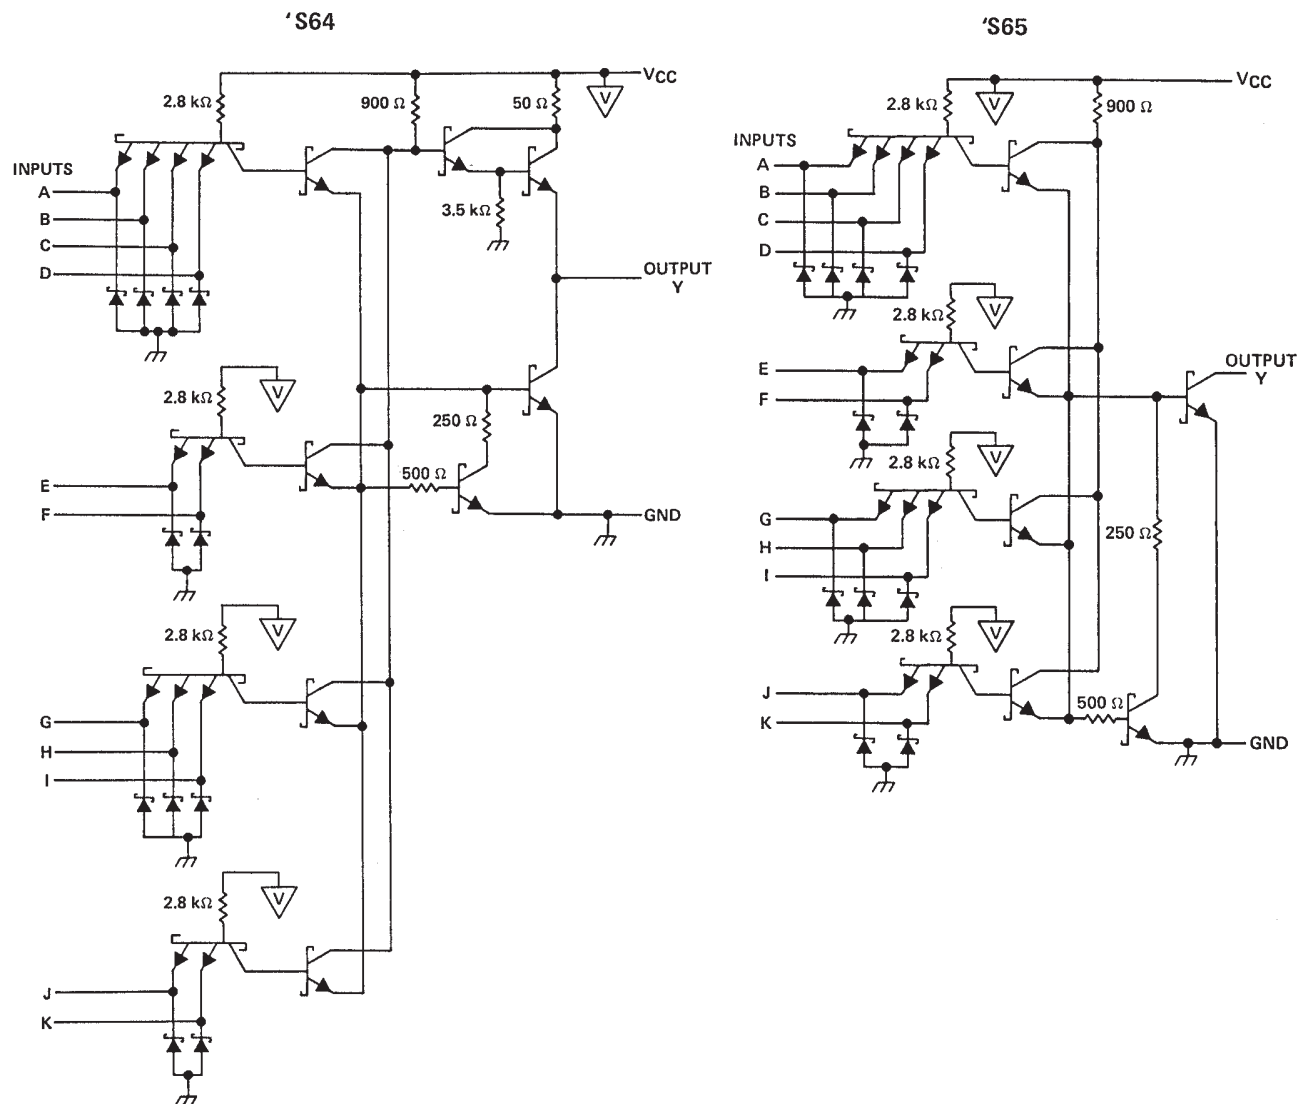 'S64
VCC
2.8 kΩ
900 Ω
50 Ω
V
INPUTS
A
B
C
D
3.5 kΩ
OUTPUT
Y
2.8 kΩ
V
250 Ω
500 Ω
E
F
GND
2.8 kΩ
V
G
H
I
2.8 kΩ
V
J
K
'S65
VCC
2.8 kΩ
V
900 Ω
INPUTS
A
B
C
D
2.8 kΩ
V
E
F
OUTPUT
Y
2.8 kΩ
V
G
H
I
250 Ω
2.8 kΩ
V
J
K
500 Ω
GND